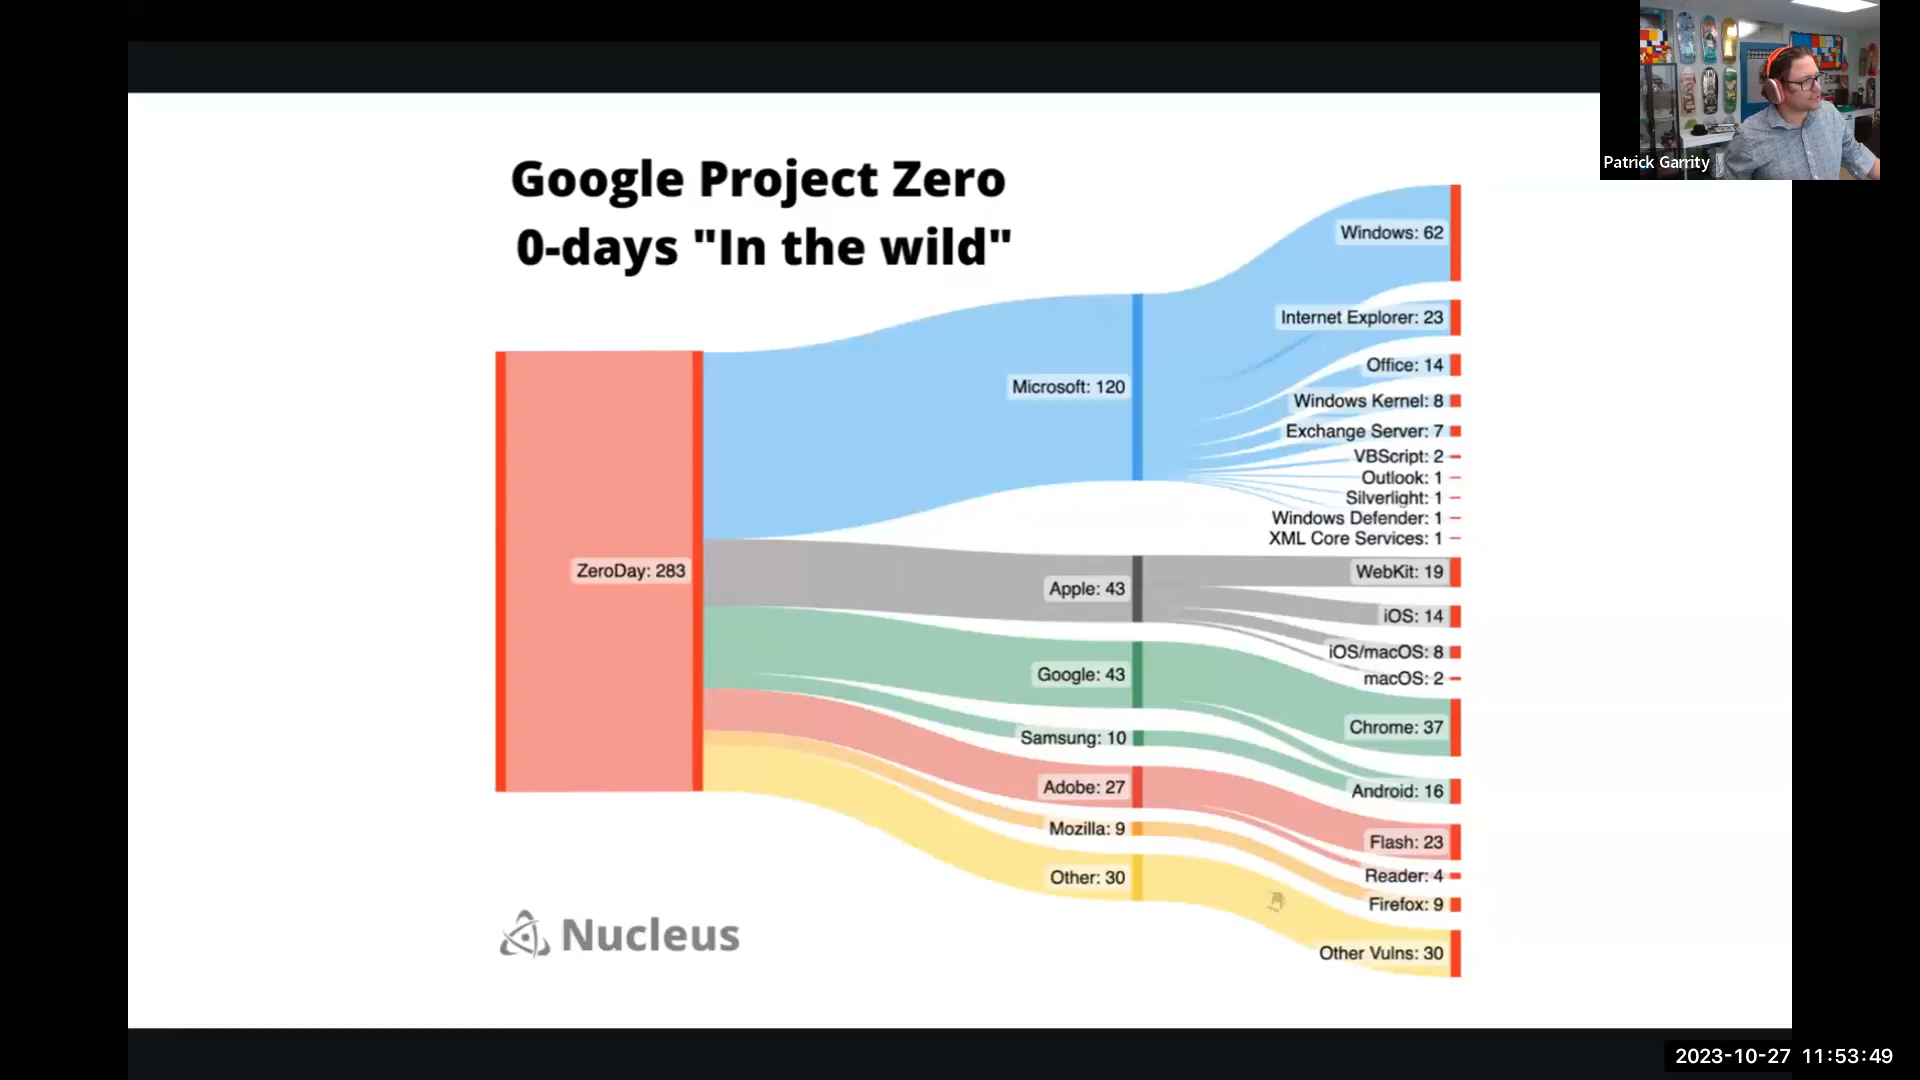 Patrick Garrity
Google Project Zero
0-days "In the wild"
Windows: 62
Internet Explorer: 23
Office: 14
Microsoft: 120
Windows Kernel: 8
Exchange Server: 7
VBScript: 2
Outlook: 1
Silverlight: 1
Windows Defender: 1
XML Core Services: 1
ZeroDay: 283
WebKit: 19
Apple: 43
iOS: 14
iOS/macOS: 8
Google: 43
macOS: 2
Chrome: 37
Samsung: 10
Adobe: 27
Android: 16
Mozilla: 9
Flash: 23
Other: 30
Reader: 4
Firefox: 9
Nucleus
Other Vulns: 30
2023-10-27 11:53:49